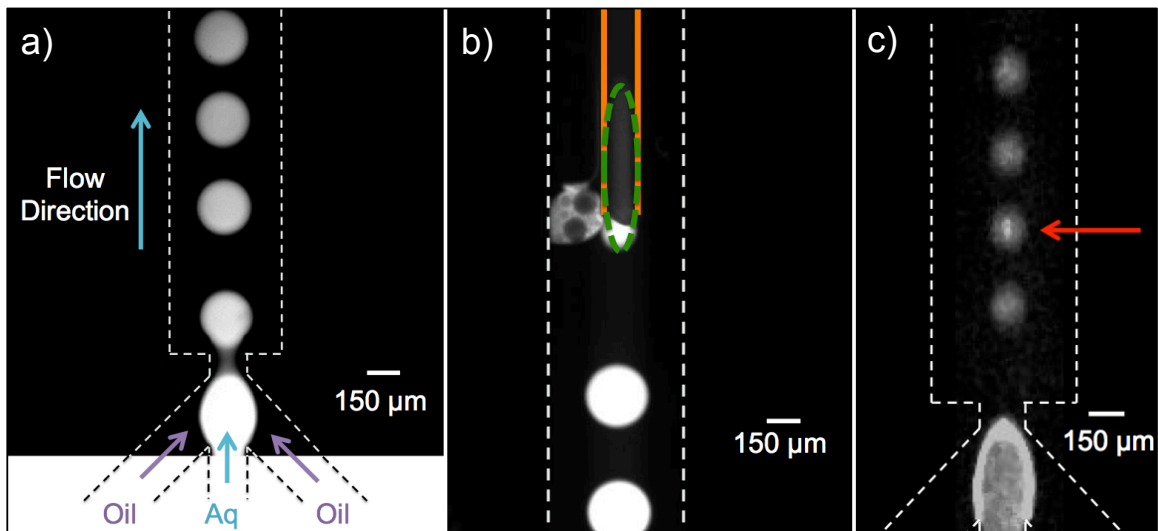 a)
Flow
Direction
150 μm
Oil
Aq
Oil
b)
150 μm
c)
150 μm